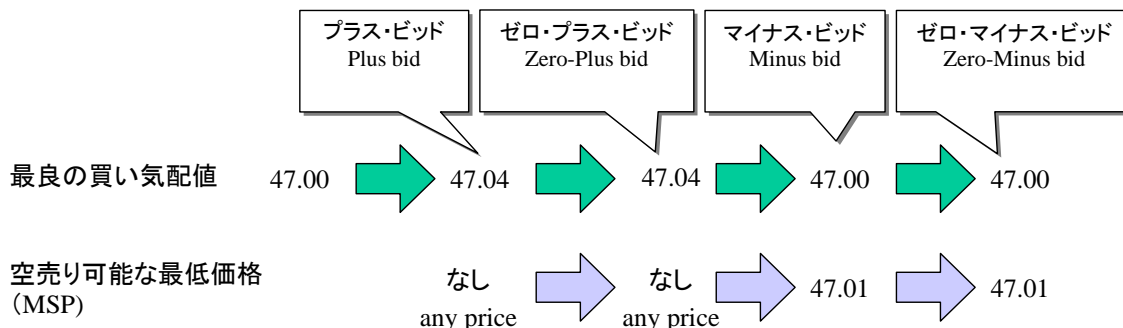 プラス・ビッド
Plus bid
ゼロ・プラス・ビッド
Zero-Plus bid
マイナス・ビッド
Minus bid
ゼロ・マイナス・ビッド
Zero-Minus bid
最良の買い気配値 47.00 47.04 47.04 47.00 47.00
空売り可能な最低価格
(MSP)
なし
any price
なし
any price
47.01 47.01